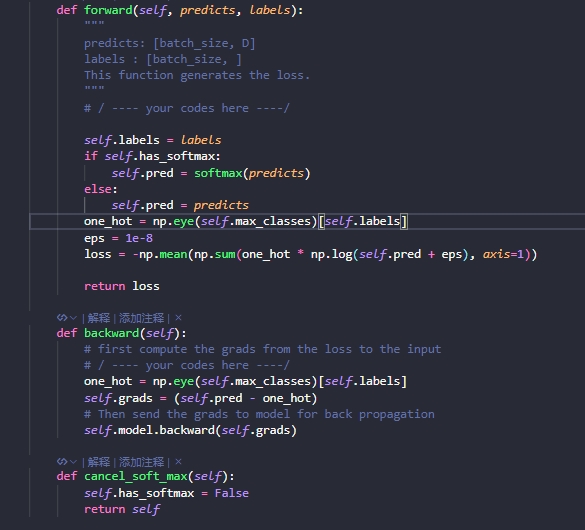 def forward(self, predicts, labels):
"""
predicts: [batch_size, D]
labels : [batch_size, ]
This function generates the loss.
"""
# / ---- your codes here ----/
self.labels = labels
if self.has_softmax:
self.pred = softmax(predicts)
else:
self.pred = predicts
one_hot = np.eye(self.max_classes)[self.labels]
eps = 1e-8
loss = -np.mean(np.sum(one_hot * np.log(self.pred + eps), axis=1))
return loss
| 解释 | 添加注释 | ×
def backward(self):
# first compute the grads from the loss to the input
# / ---- your codes here ----/
one_hot = np.eye(self.max_classes)[self.labels]
self.grads = (self.pred - one_hot)
# Then send the grads to model for back propagation
self.model.backward(self.grads)
| 解释 | 添加注释 | ×
def cancel_soft_max(self):
self.has_softmax = False
return self